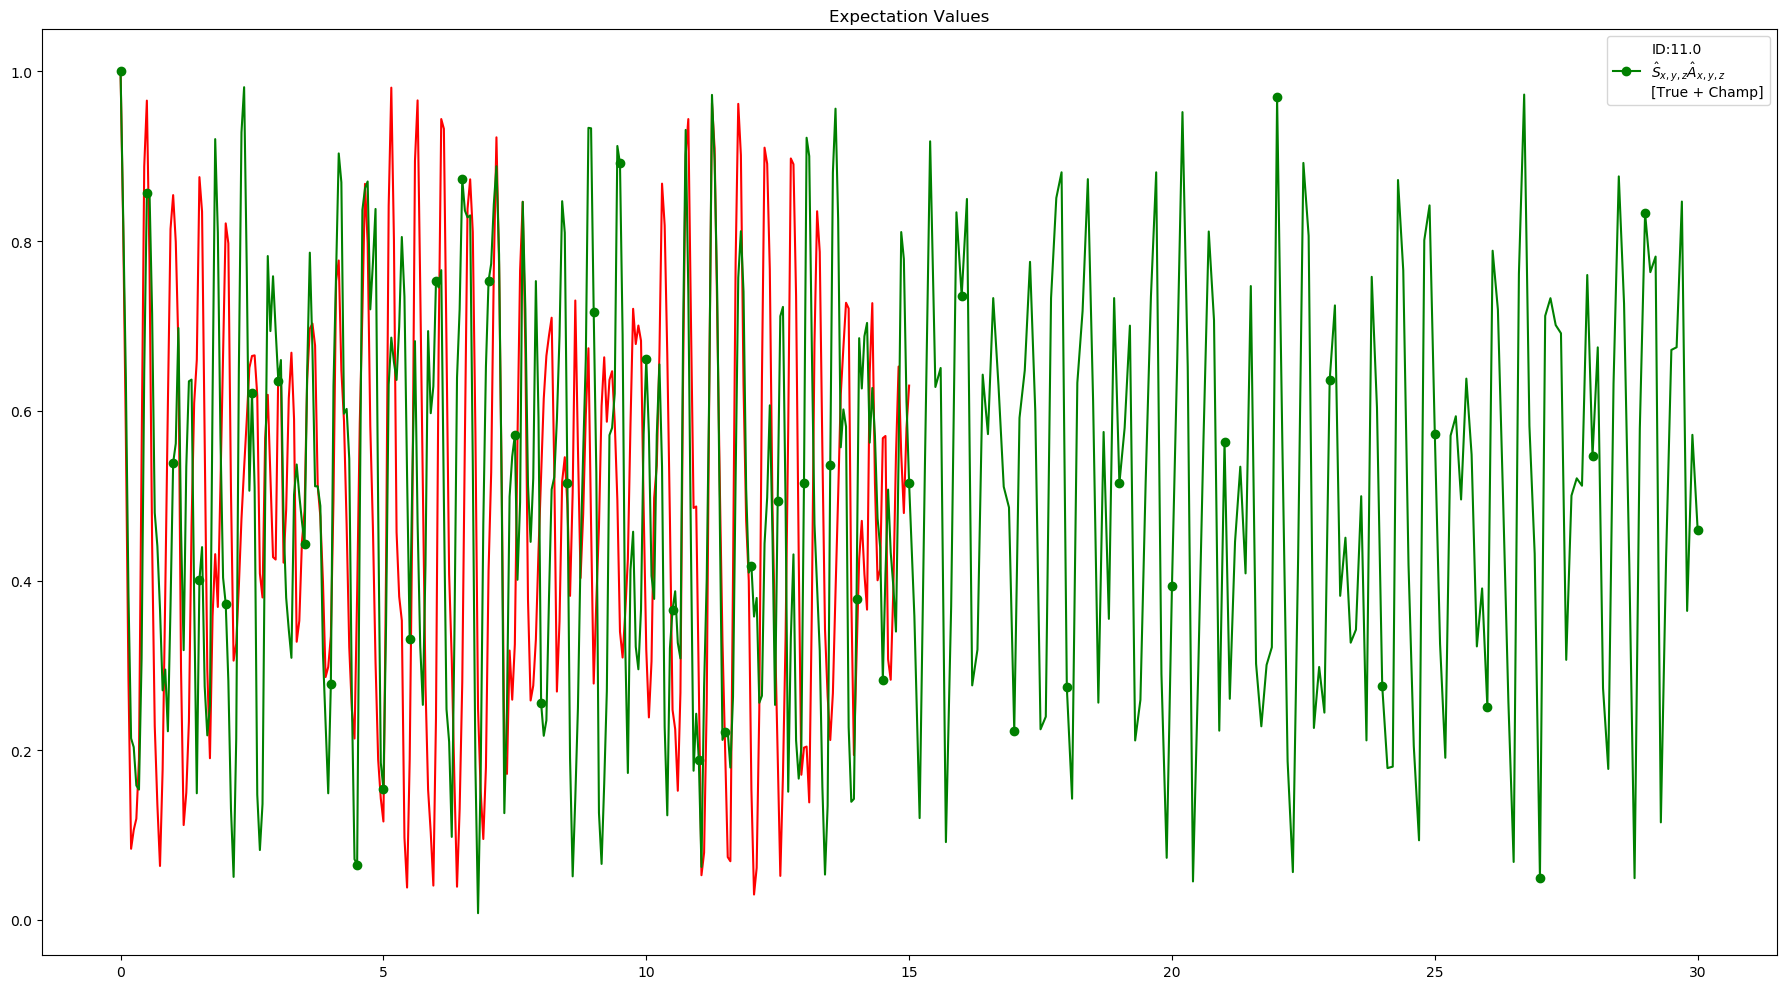 Expectation Values
ID:11.0
$\hat{S}_{x,y,z}\hat{A}_{x,y,z}$
[True + Champ]
1.0
0.8
0.6
0.4
0.2
0.0
0 5 10 15 20 25 30